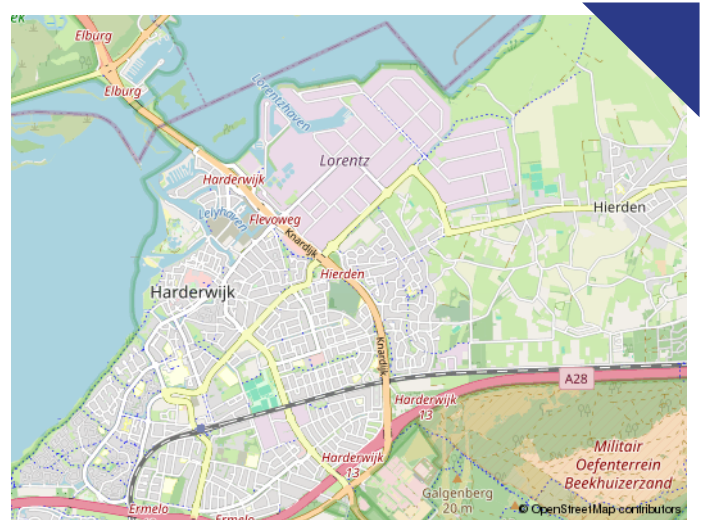 Elburg
Elburg
Lorentzhaven
Lorentz
Harderwijk
Lelyhaven
Flevoweg
Knardijk
Hierden
Hierden
Harderwijk
Knardijk
A28
Harderwijk
13
Harderwijk
13
Militair
Oefenterrein
Beekhuizerzand
Galgenberg
20 m
Ermelo
Ermelo
© OpenStreetMap contributors